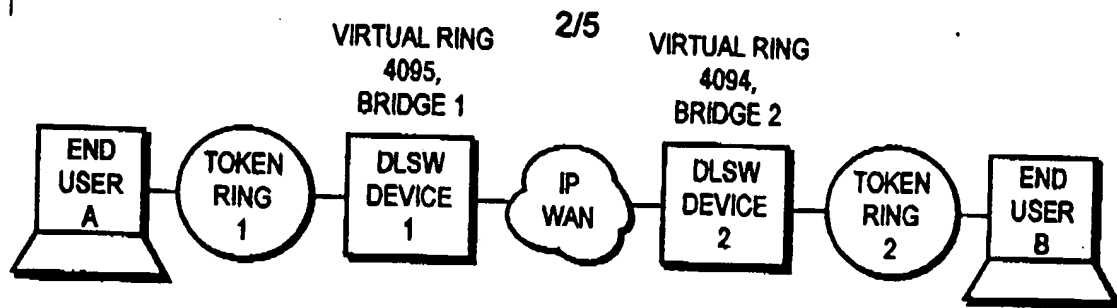 2/5
VIRTUAL RING
4095,
BRIDGE 1
VIRTUAL RING
4094,
BRIDGE 2
END
USER
A
TOKEN
RING
1
DLSW
DEVICE
1
IP
WAN
DLSW
DEVICE
2
TOKEN
RING
2
END
USER
B